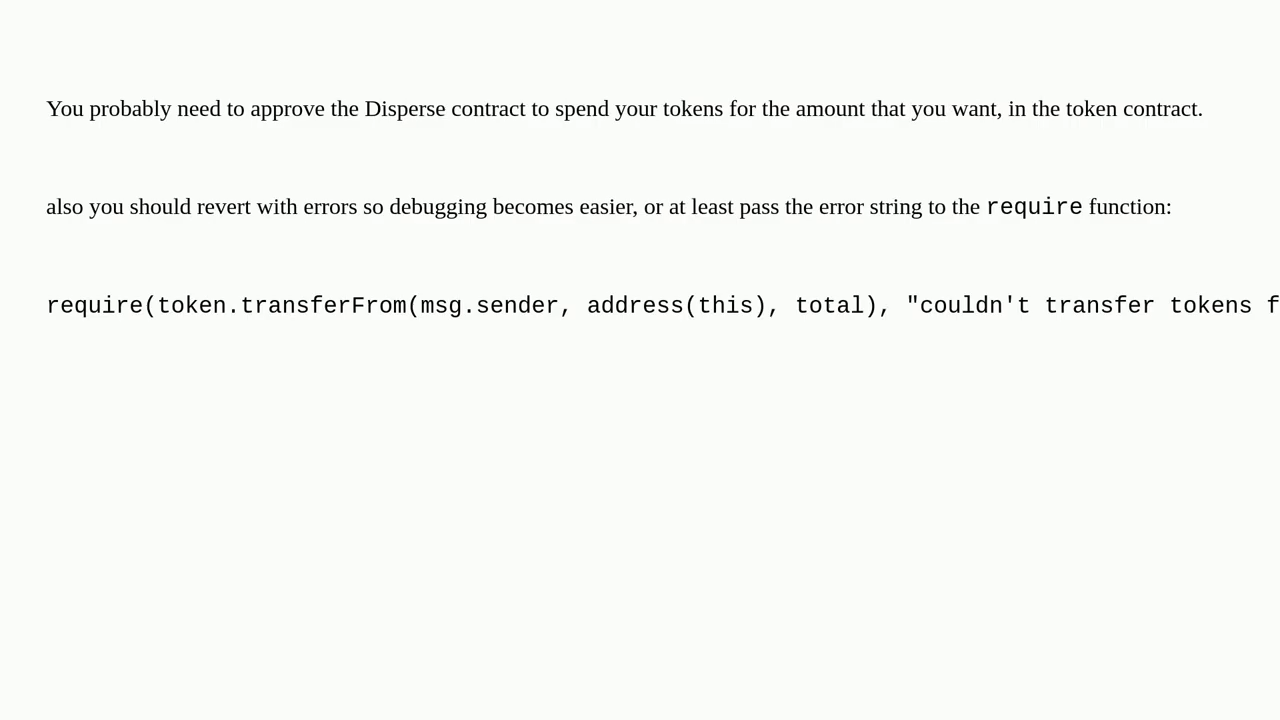 You probably need to approve the Disperse contract to spend your tokens for the amount that you want, in the token contract.
also you should revert with errors so debugging becomes easier, or at least pass the error string to the require function:
require(token.transferFrom(msg.sender, address(this), total), "couldn't transfer tokens f